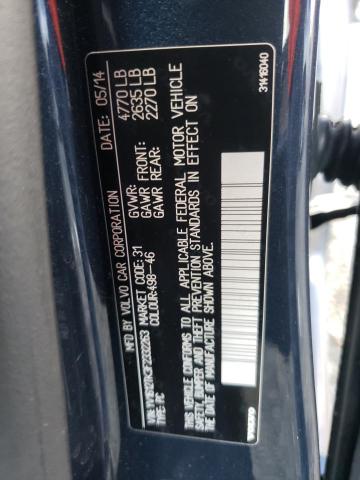 MFD BY VOLVO CAR CORPORATION DATE: 05/14
GVWR: 4770 LB
GAWR FRONT: 2635 LB
GAWR REAR: 2270 LB
MARKET CODE: 31
COLOUR: 498-46
TYPE: PC
THIS VEHICLE CONFORMS TO ALL APPLICABLE FEDERAL MOTOR VEHICLE
SAFETY, BUMPER AND THEFT PREVENTION STANDARDS IN EFFECT ON
THE DATE OF MANUFACTURE SHOWN ABOVE.
VOLVO
31418040